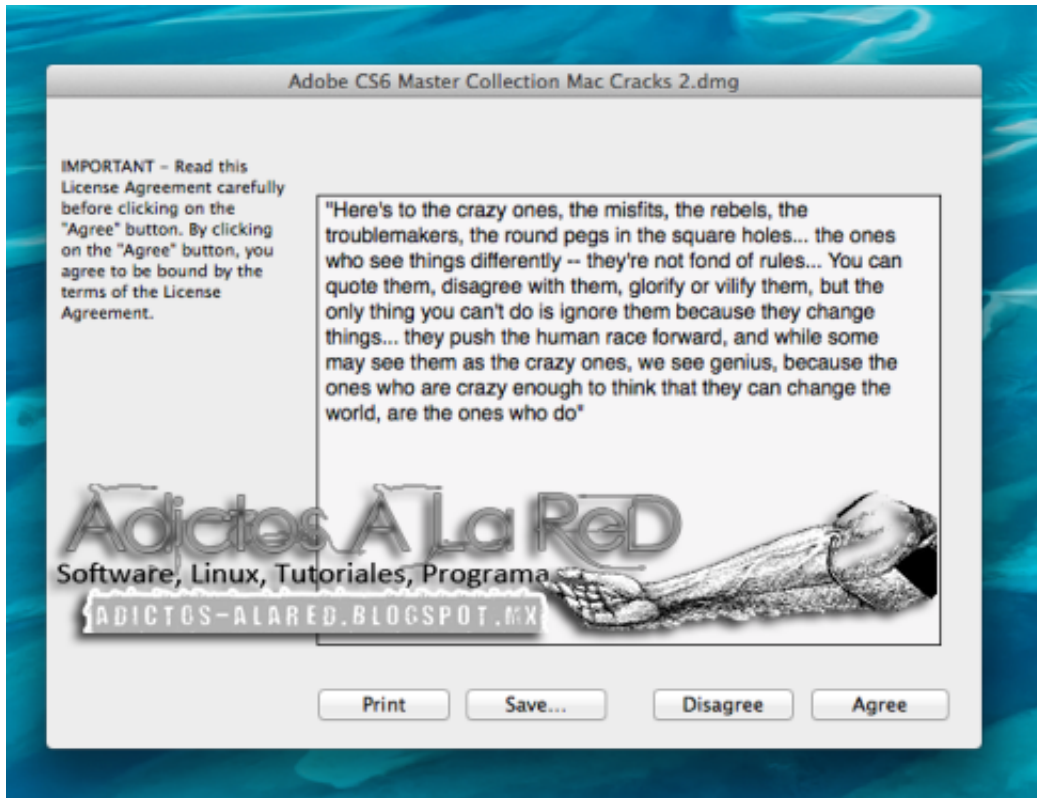 Adobe CS6 Master Collection Mac Cracks 2.dmg
IMPORTANT – Read this
License Agreement carefully
before clicking on the
"Agree" button. By clicking
on the "Agree" button, you
agree to be bound by the
terms of the License
Agreement.
"Here's to the crazy ones, the misfits, the rebels, the
troublemakers, the round pegs in the square holes... the ones
who see things differently -- they're not fond of rules... You can
quote them, disagree with them, glorify or vilify them, but the
only thing you can't do is ignore them because they change
things... they push the human race forward, and while some
may see them as the crazy ones, we see genius, because the
ones who are crazy enough to think that they can change the
world, are the ones who do"
Adictos A La ReD
Software, Linux, Tutoriales, Programa
ADICTOS-ALARED.BLOGSPOT.MX
Print Save... Disagree Agree